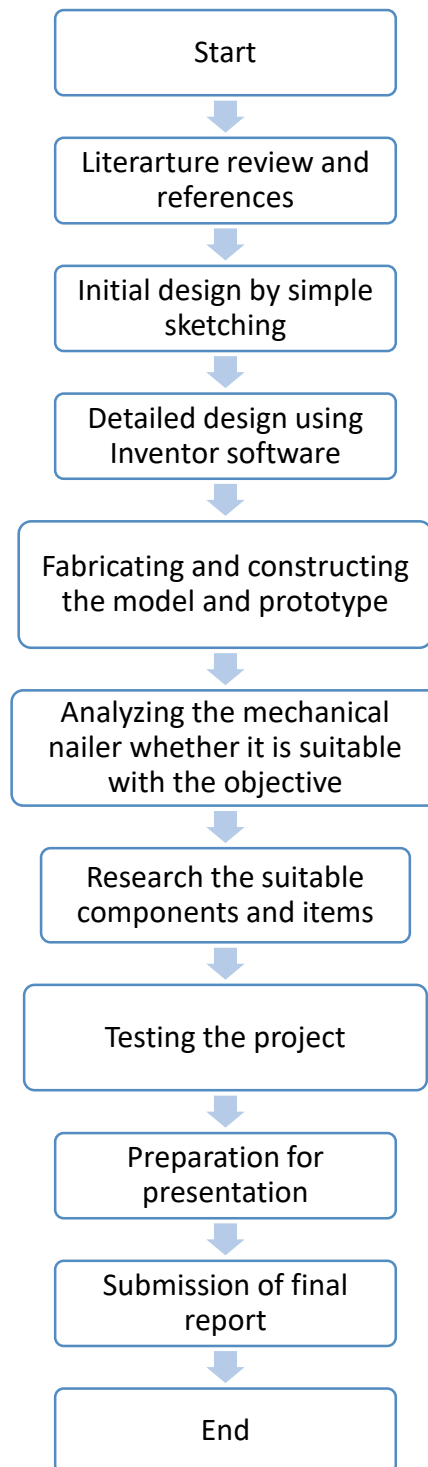 Start
Literarture review and
references
Initial design by simple
sketching
Detailed design using
Inventor software
Fabricating and constructing
the model and prototype
Analyzing the mechanical
nailer whether it is suitable
with the objective
Research the suitable
components and items
Testing the project
Preparation for
presentation
Submission of final
report
End